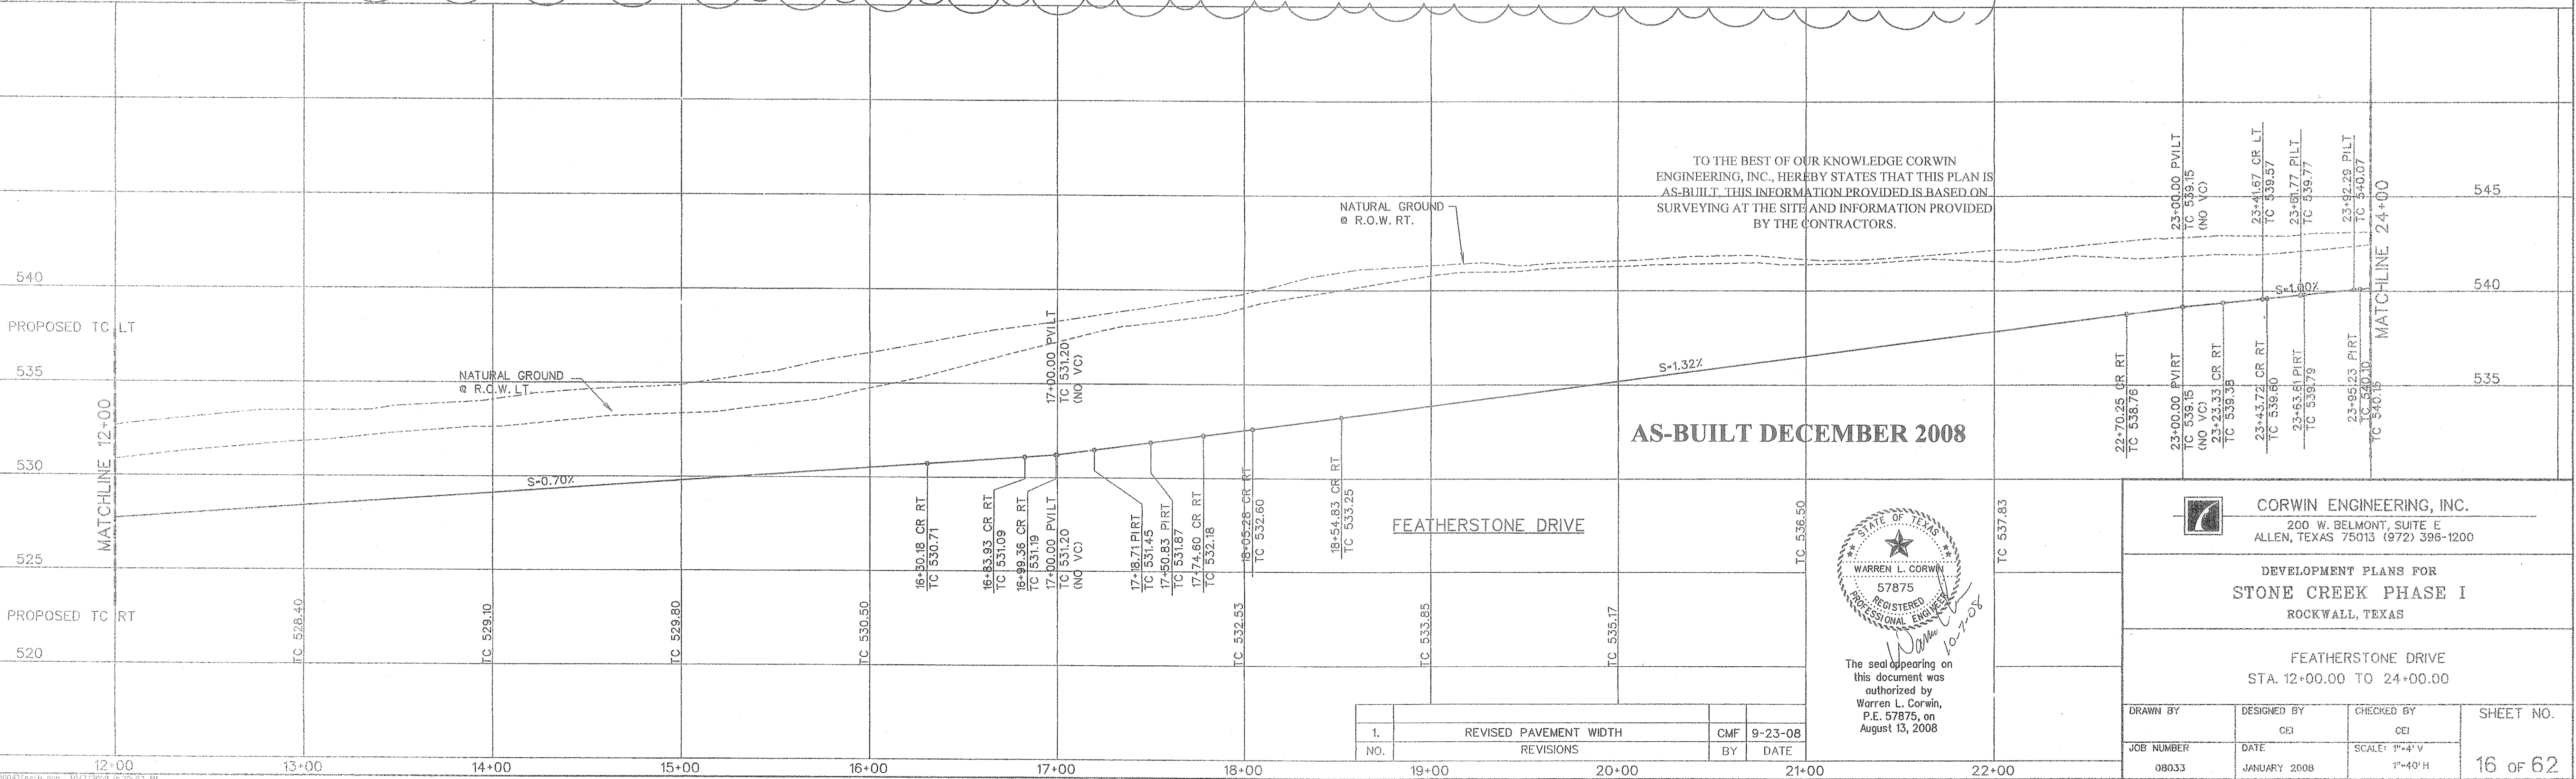 TO THE BEST OF OUR KNOWLEDGE CORWIN
ENGINEERING, INC., HEREBY STATES THAT THIS PLAN IS
AS-BUILT. THIS INFORMATION PROVIDED IS BASED ON
SURVEYING AT THE SITE AND INFORMATION PROVIDED
BY THE CONTRACTORS.
NATURAL GROUND
@ R.O.W. RT.
23+00.00 PVILT
TC 539.15
(NO VC)
23+41.67 CR LT
TC 539.57
23+61.77 PILT
TC 539.77
23+92.29 PILT
TC 540.07
545
MATCHLINE 24+00
540
540
S=1.00%
PROPOSED TC LT
17+00.00 PVILT
TC 531.20
(NO VC)
S=1.32%
535
535
NATURAL GROUND
@ R.O.W. LT.
MATCHLINE 12+00
22+70.25 CR RT
TC 538.76
23+00.00 PVIRT
TC 539.15
(NO VC)
23+23.33 CR RT
TC 539.38
23+43.72 CR RT
TC 539.60
23+63.61 PIRT
TC 539.79
23+95.23 PIRT
TC 540.10
TC 540.15
AS-BUILT DECEMBER 2008
530
S=0.70%
16+30.18 CR RT
TC 530.71
16+83.93 CR RT
TC 531.09
16+99.36 CR RT
TC 531.19
17+00.00 PVILT
TC 531.20
(NO VC)
17+18.71 PIRT
TC 531.45
17+50.83 PIRT
TC 531.87
17+74.60 CR RT
TC 532.18
18+05.28 CR RT
TC 532.60
18+54.83 CR RT
TC 533.25
FEATHERSTONE DRIVE
525
PROPOSED TC RT
TC 528.40
TC 529.10
TC 529.80
TC 530.50
TC 532.53
TC 533.85
TC 535.17
TC 536.50
TC 537.83
520
STATE OF TEXAS
WARREN L. CORWIN
57875
REGISTERED
PROFESSIONAL ENGINEER
10-7-08
The seal appearing on
this document was
authorized by
Warren L. Corwin,
P.E. 57875, on
August 13, 2008
1. REVISED PAVEMENT WIDTH CMF 9-23-08
NO. REVISIONS BY DATE
12+00 13+00 14+00 15+00 16+00 17+00 18+00 19+00 20+00 21+00 22+00
CORWIN ENGINEERING, INC.
200 W. BELMONT, SUITE E
ALLEN, TEXAS 75013 (972) 396-1200
DEVELOPMENT PLANS FOR
STONE CREEK PHASE I
ROCKWALL, TEXAS
FEATHERSTONE DRIVE
STA. 12+00.00 TO 24+00.00
DRAWN BY DESIGNED BY CHECKED BY SHEET NO.
CEI CEI
JOB NUMBER DATE SCALE: 1"=4' V
08033 JANUARY 2008 1"=40' H
16 OF 62